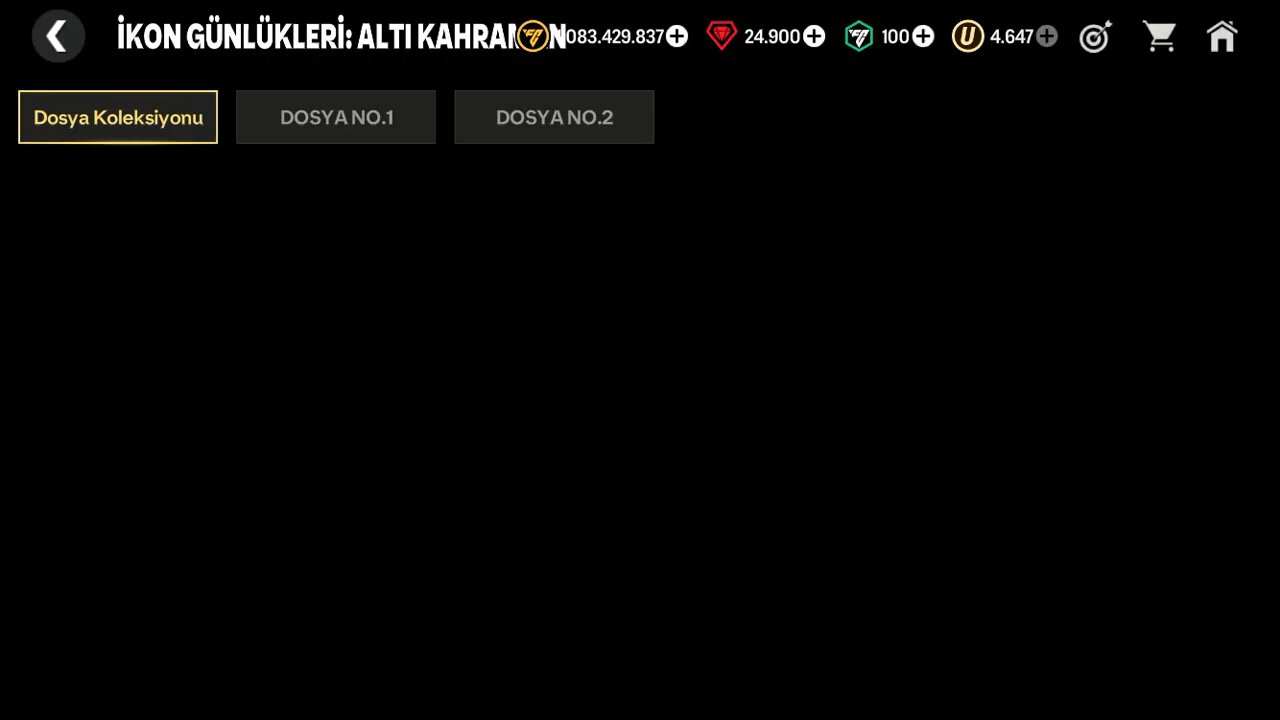 İKON GÜNLÜKLERİ: ALTI KAHRAMAN
083.429.837
24.900
100
4.647
Dosya Koleksiyonu
DOSYA NO.1
DOSYA NO.2